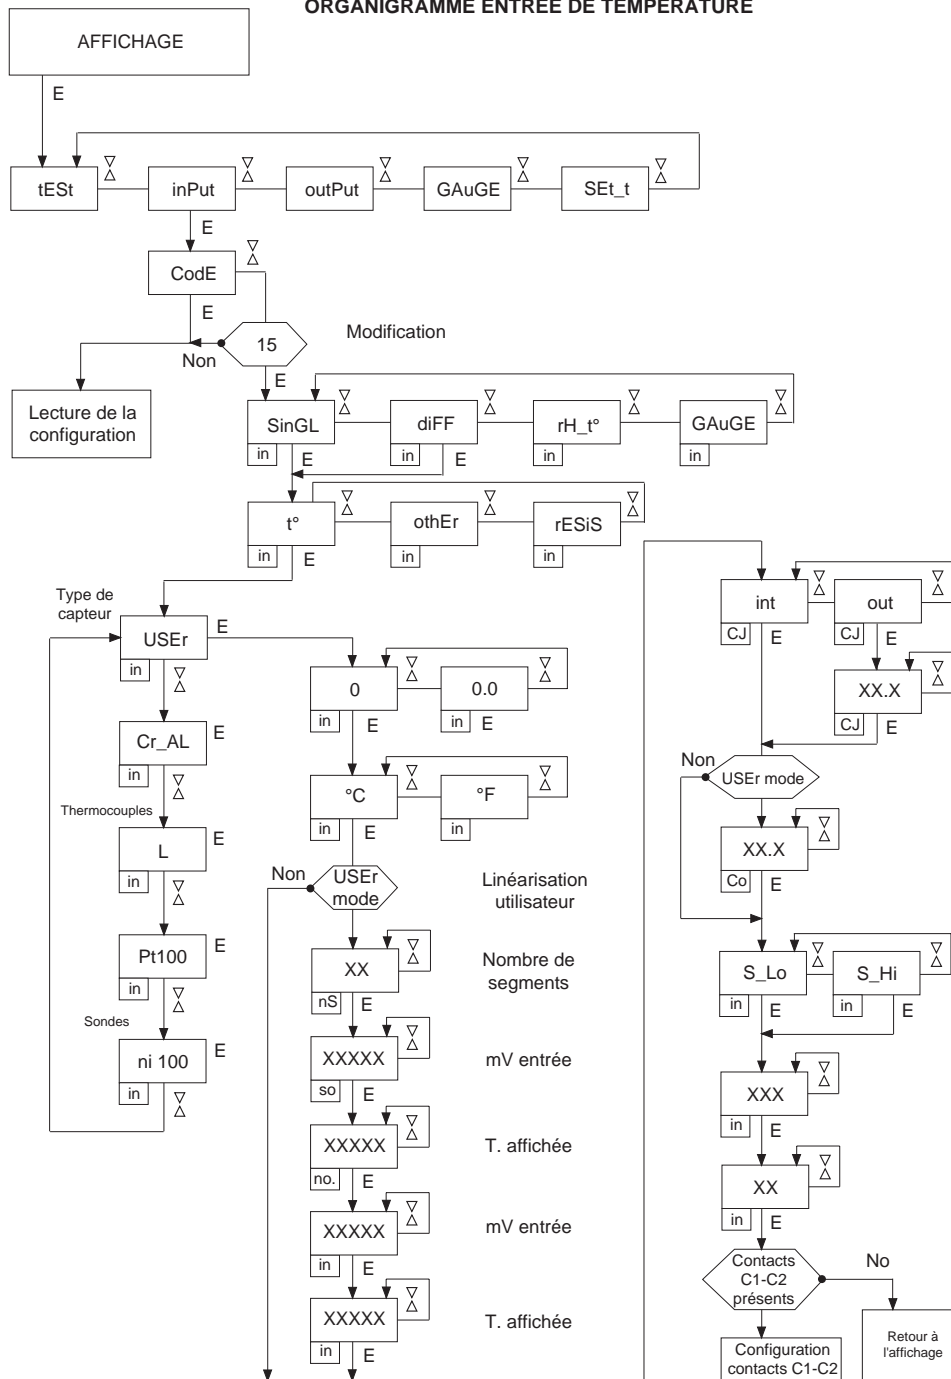 ORGANIGRAMME ENTREE DE TEMPERATURE
AFFICHAGE
E
tESt
inPut
outPut
GAuGE
SEt_t
E
CodE
E
15
Modification
Non
E
Lecture de la
configuration
SinGL
diFF
rH_t°
GAuGE
in
E
in
E
in
in
t°
othEr
rESiS
in
E
in
in
Type de
capteur
USEr
E
in
Cr_AL
E
in
Thermocouples
L
E
in
Pt100
E
in
Sondes
ni 100
E
in
0
0.0
in
E
in
E
°C
°F
in
E
in
Non
USEr
mode
Linéarisation
utilisateur
XX
Nombre de
segments
nS
E
XXXXX
mV entrée
so
E
XXXXX
T. affichée
no.
E
XXXXX
mV entrée
in
E
XXXXX
T. affichée
in
E
int
out
CJ
E
CJ
E
XX.X
CJ
E
Non
USEr mode
XX.X
Co
E
S_Lo
S_Hi
in
E
in
E
XXX
in
E
XX
in
E
Contacts
C1-C2
présents
No
Configuration
contacts C1-C2
Retour à
l'affichage